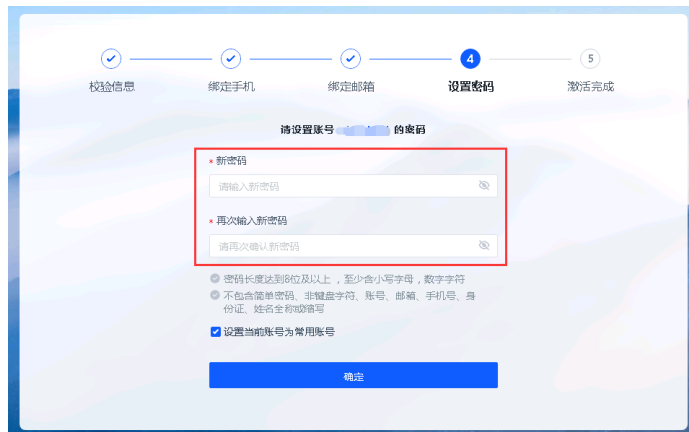 4
5
校验信息
绑定手机
绑定邮箱
设置密码
激活完成
请设置账号 的密码
* 新密码
请输入新密码
* 再次输入新密码
请再次确认新密码
密码长度达到8位及以上，至少含小写字母，数字字符
不包含简单密码、非键盘字符、账号、邮箱、手机号、身
份证、姓名全称或缩写
设置当前账号为常用账号
确定